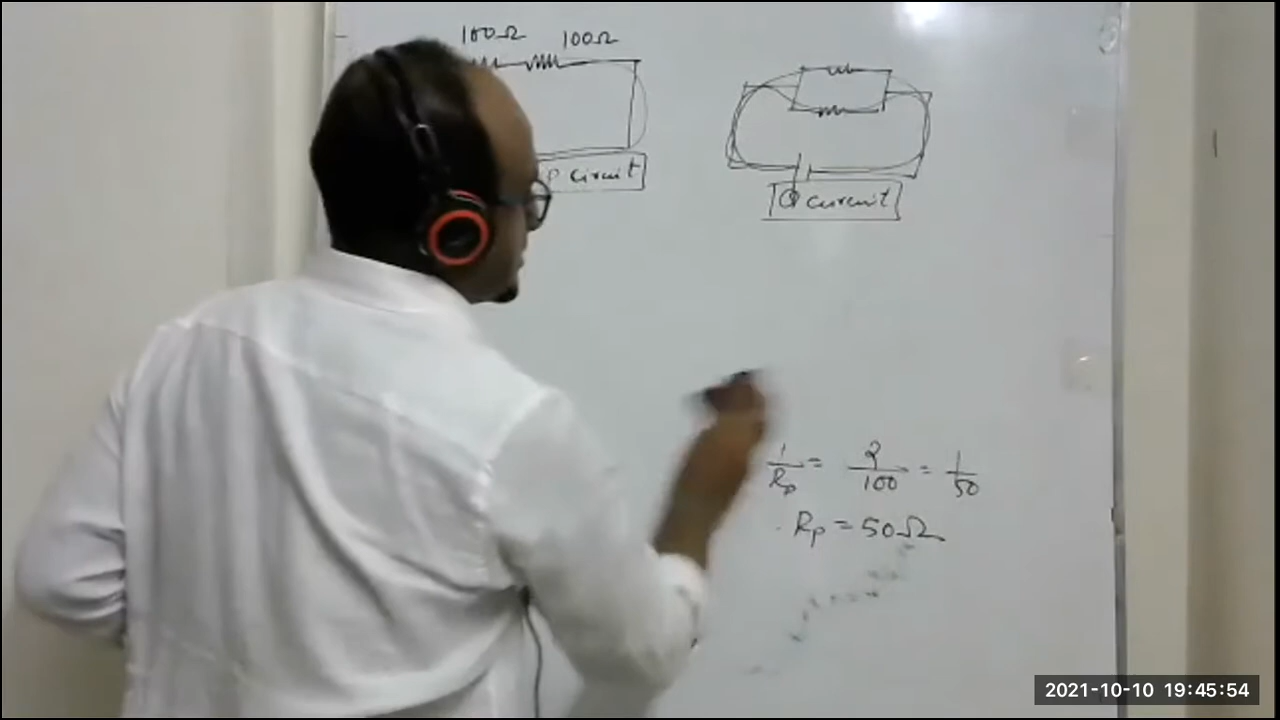 100Ω 100Ω
P circuit
Q circuit
1/Rp = 2/100 = 1/50
Rp = 50Ω
2021-10-10 19:45:54